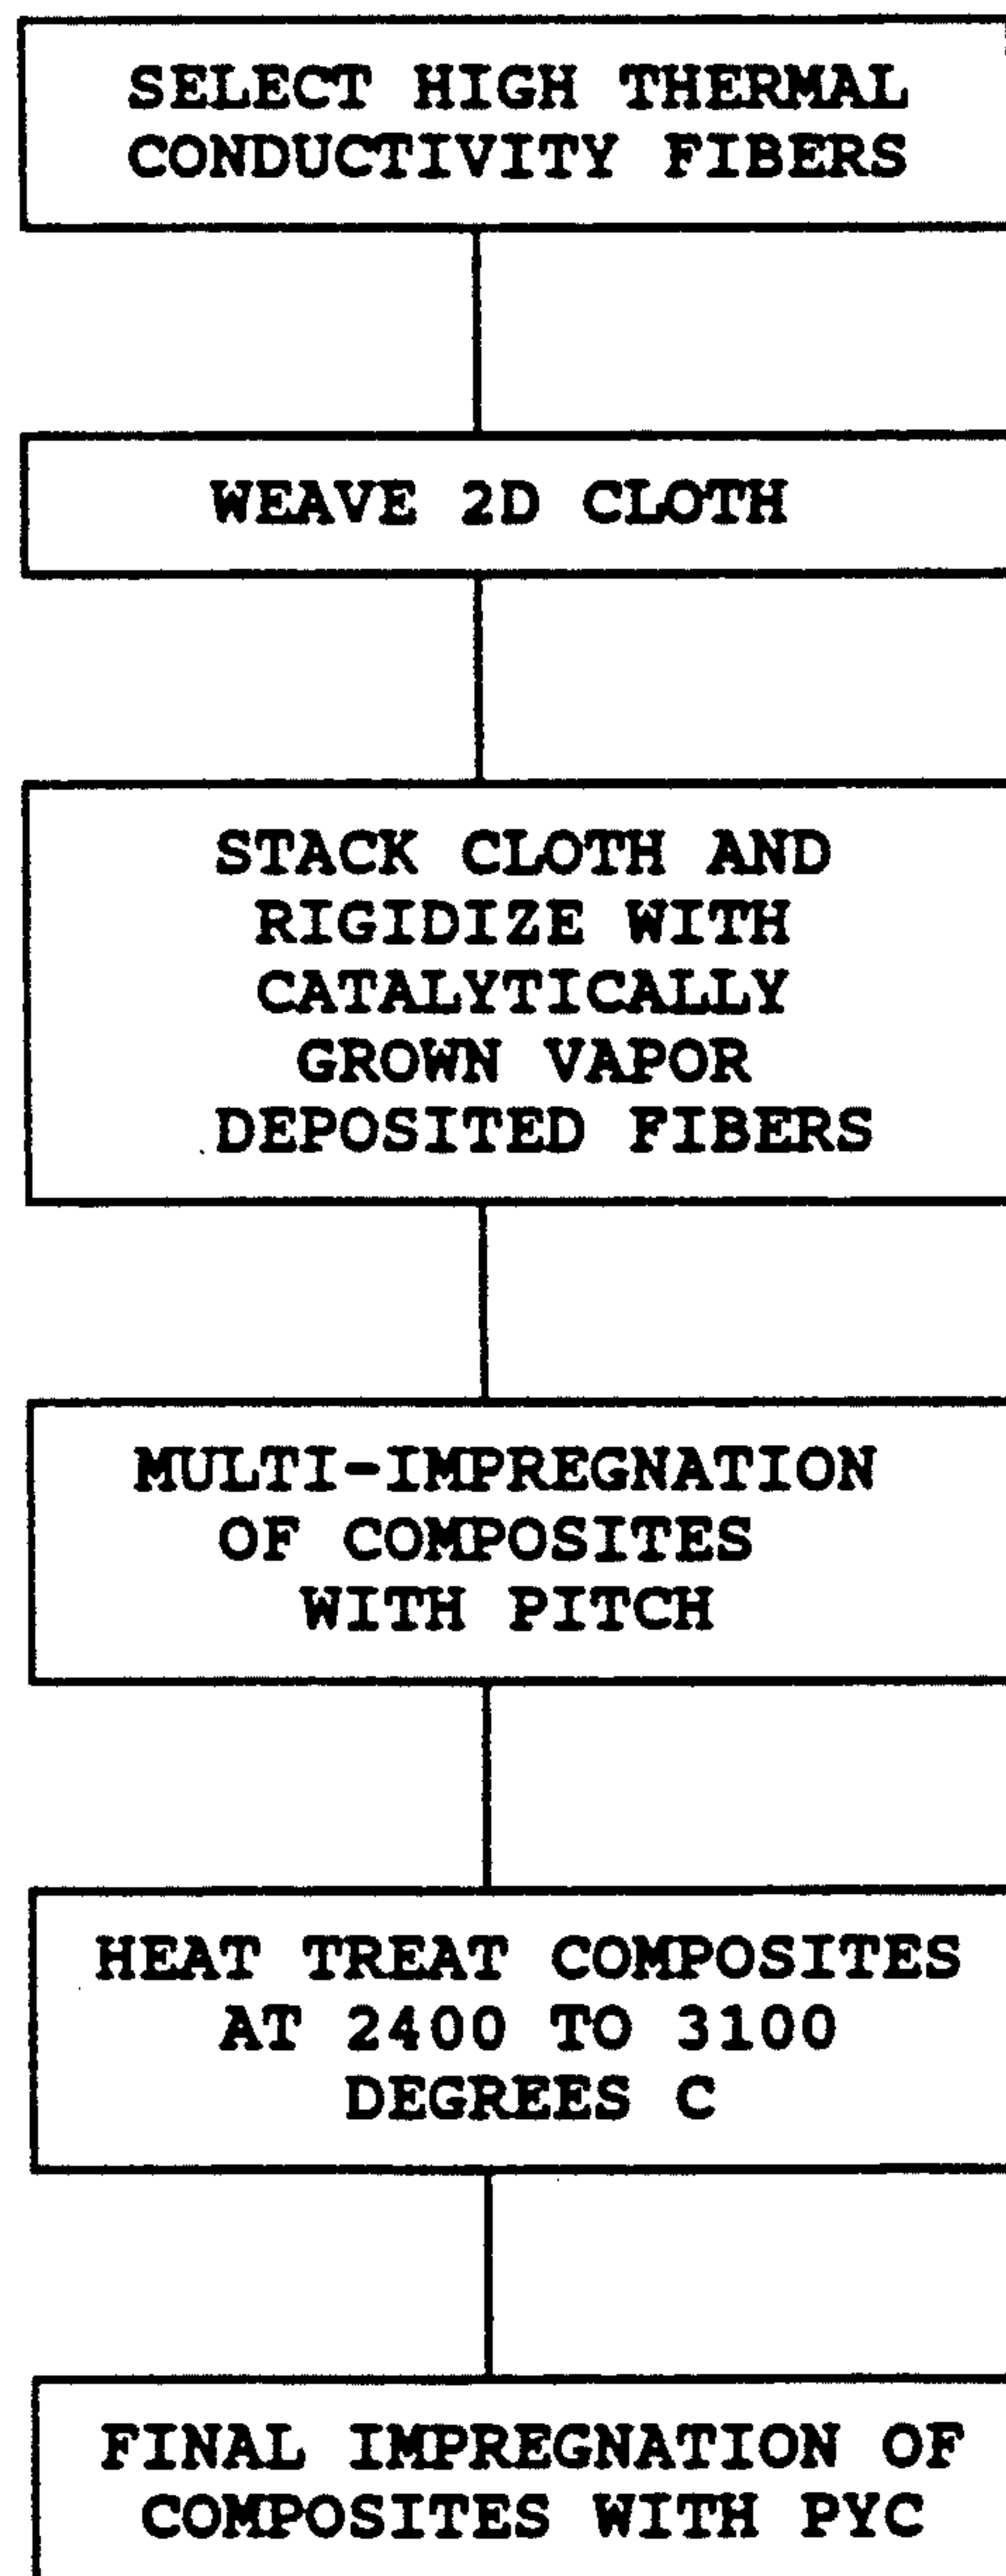 SELECT HIGH THERMAL
CONDUCTIVITY FIBERS
WEAVE 2D CLOTH
STACK CLOTH AND
RIGIDIZE WITH
CATALYTICALLY
GROWN VAPOR
DEPOSITED FIBERS
MULTI-IMPREGNATION
OF COMPOSITES
WITH PITCH
HEAT TREAT COMPOSITES
AT 2400 TO 3100
DEGREES C
FINAL IMPREGNATION OF
COMPOSITES WITH PYC